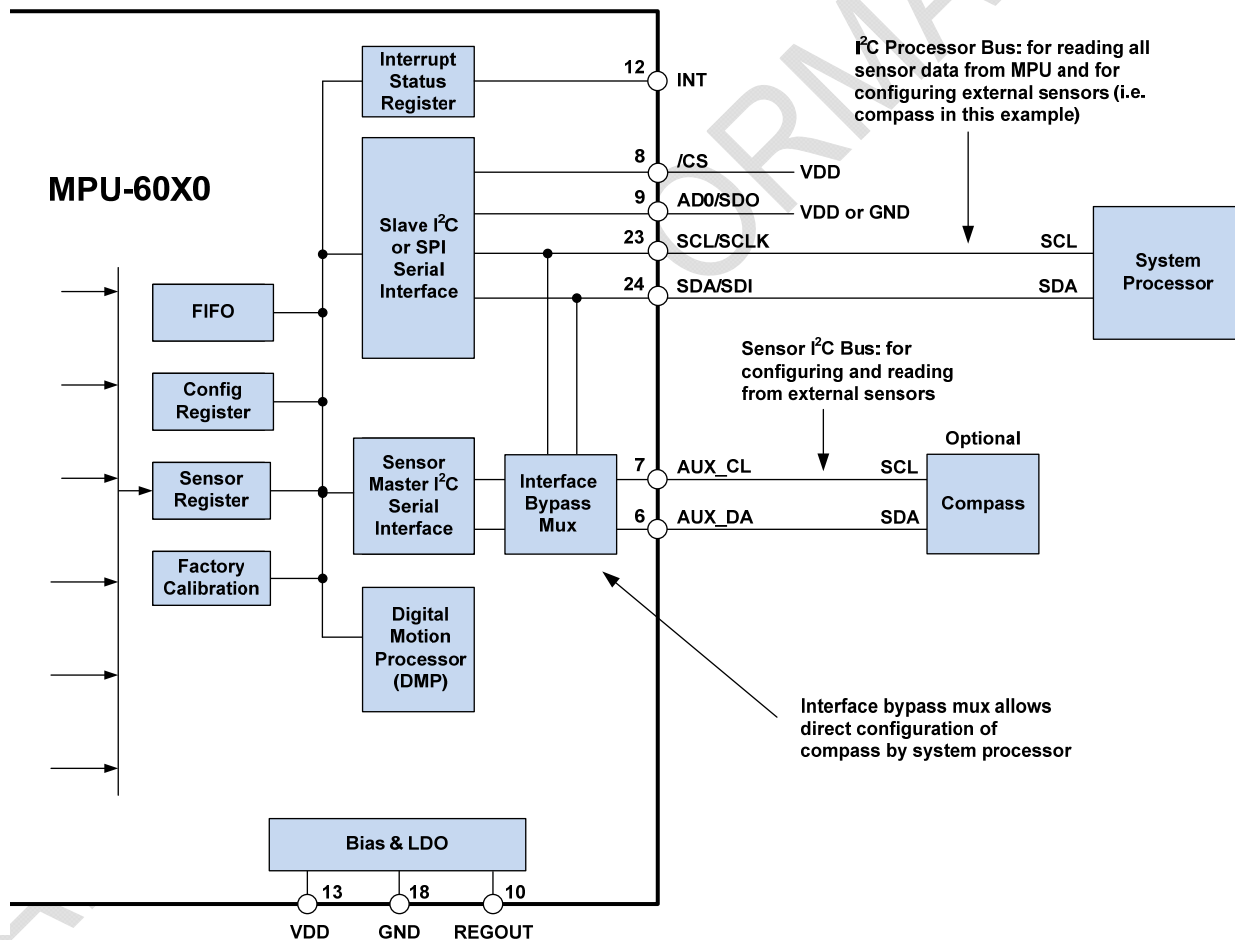 MPU-60X0
Interrupt
Status
Register
12
INT
I²C Processor Bus: for reading all
sensor data from MPU and for
configuring external sensors (i.e.
compass in this example)
Slave I²C
or SPI
Serial
Interface
8
/CS
VDD
9
AD0/SDO
VDD or GND
23
SCL/SCLK
SCL
24
SDA/SDI
SDA
System
Processor
FIFO
Config
Register
Sensor
Register
Factory
Calibration
Sensor I²C Bus: for
configuring and reading
from external sensors
Sensor
Master I²C
Serial
Interface
Interface
Bypass
Mux
7
AUX_CL
SCL
6
AUX_DA
SDA
Optional
Compass
Digital
Motion
Processor
(DMP)
Interface bypass mux allows
direct configuration of
compass by system processor
Bias & LDO
13
18
10
VDD
GND
REGOUT
ORMA